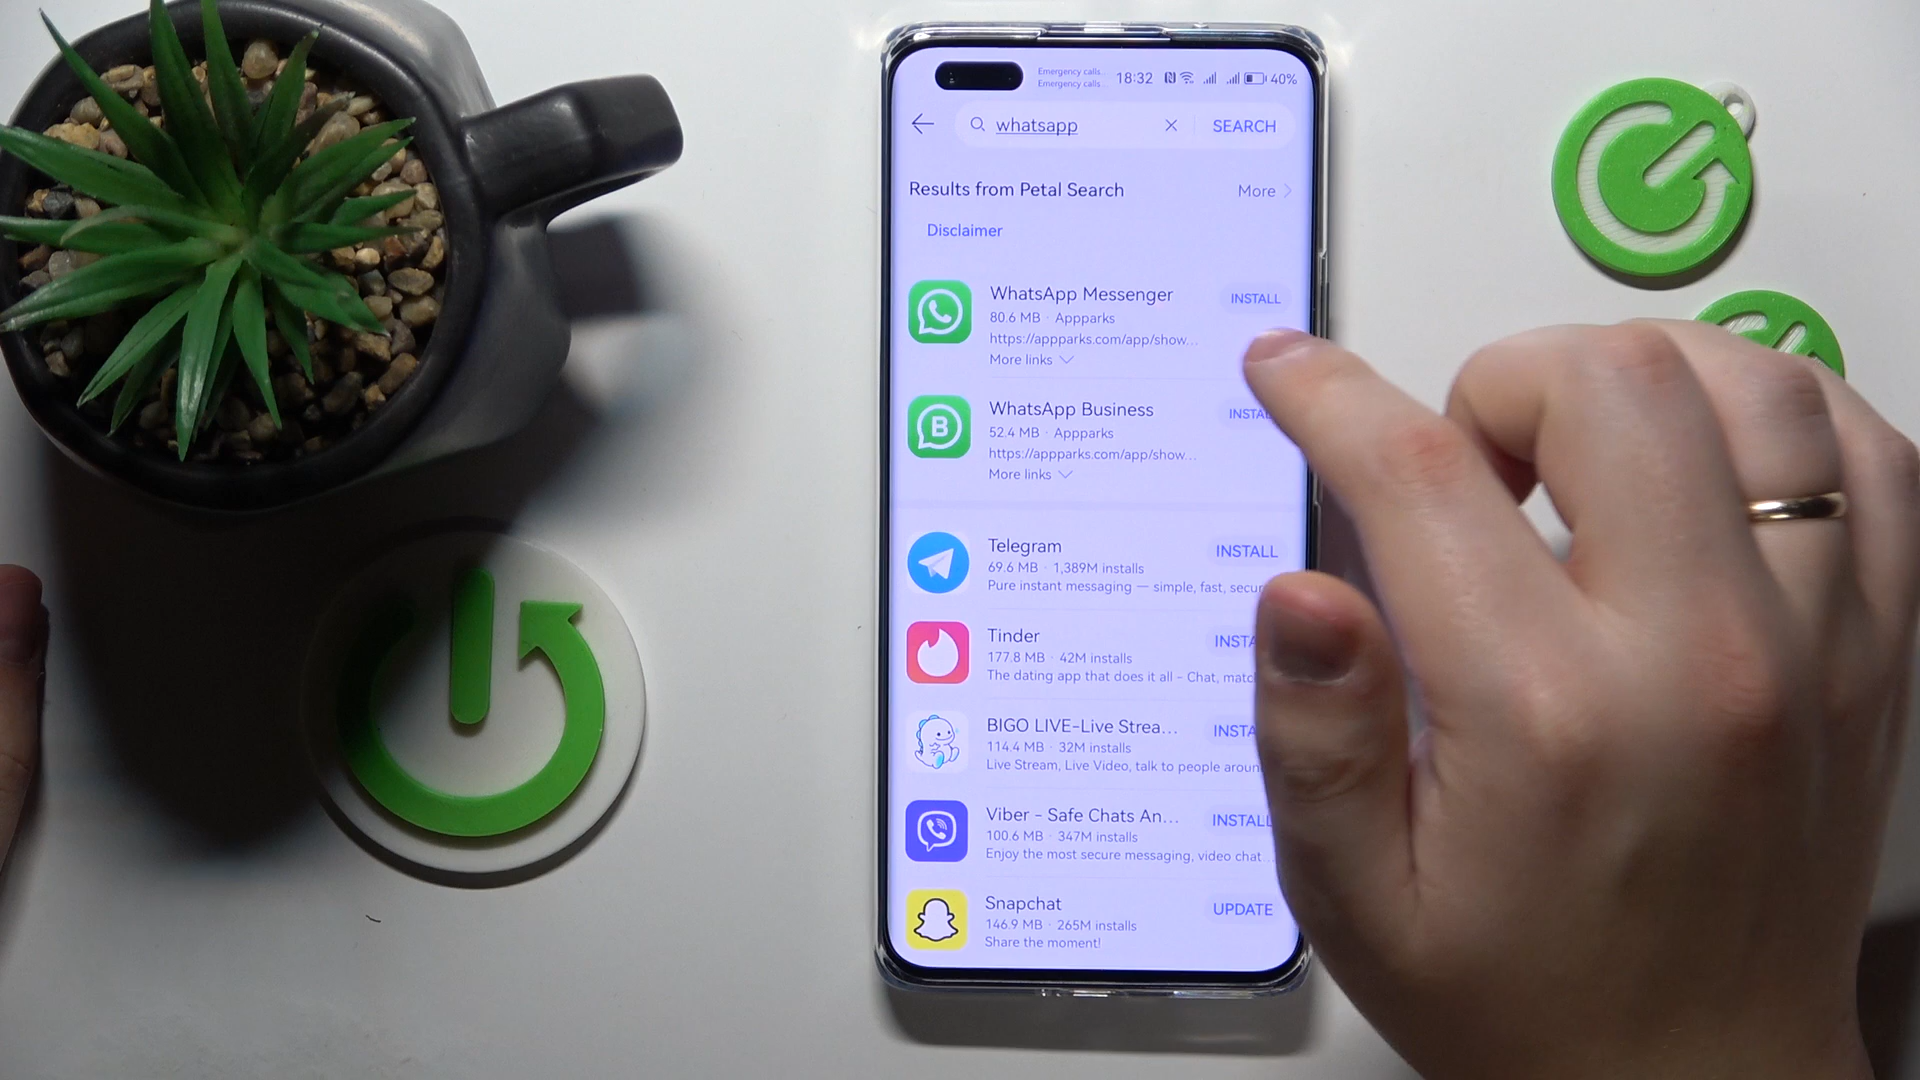 Emergency calls... 18:32 40%
Emergency calls...
whatsapp SEARCH
Results from Petal Search More
Disclaimer
WhatsApp Messenger INSTALL
80.6 MB · Appparks
https://appparks.com/app/show...
More links
WhatsApp Business
52.4 MB · Appparks
https://appparks.com/app/show...
More links
B
Telegram INSTALL
69.6 MB · 1,389M installs
Pure instant messaging — simple, fast,
Tinder
177.8 MB · 42M installs
The dating app that does it all - Chat,
BIGO LIVE-Live Strea...
114.4 MB · 32M installs
Live Stream, Live Video, talk to people
Viber - Safe Chats An... INSTALL
100.6 MB · 347M installs
Enjoy the most secure messaging, video chat ...
Snapchat UPDATE
146.9 MB · 265M installs
Share the moment!